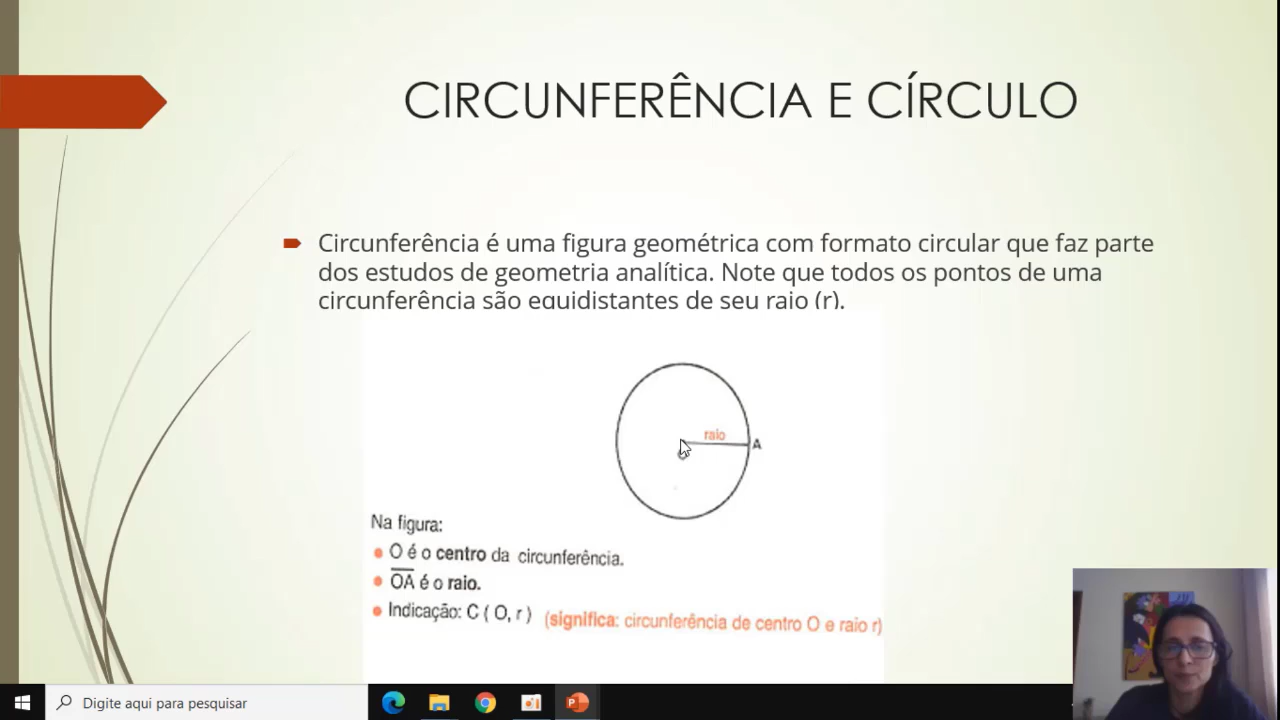 CIRCUNFERÊNCIA E CÍRCULO
Circunferência é uma figura geométrica com formato circular que faz parte
dos estudos de geometria analítica. Note que todos os pontos de uma
circunferência são equidistantes de seu raio (r).
raio
A
Na figura:
O é o centro da circunferência.
OA é o raio.
Indicação: C ( O, r ) (significa: circunferência de centro O e raio r)
Digite aqui para pesquisar